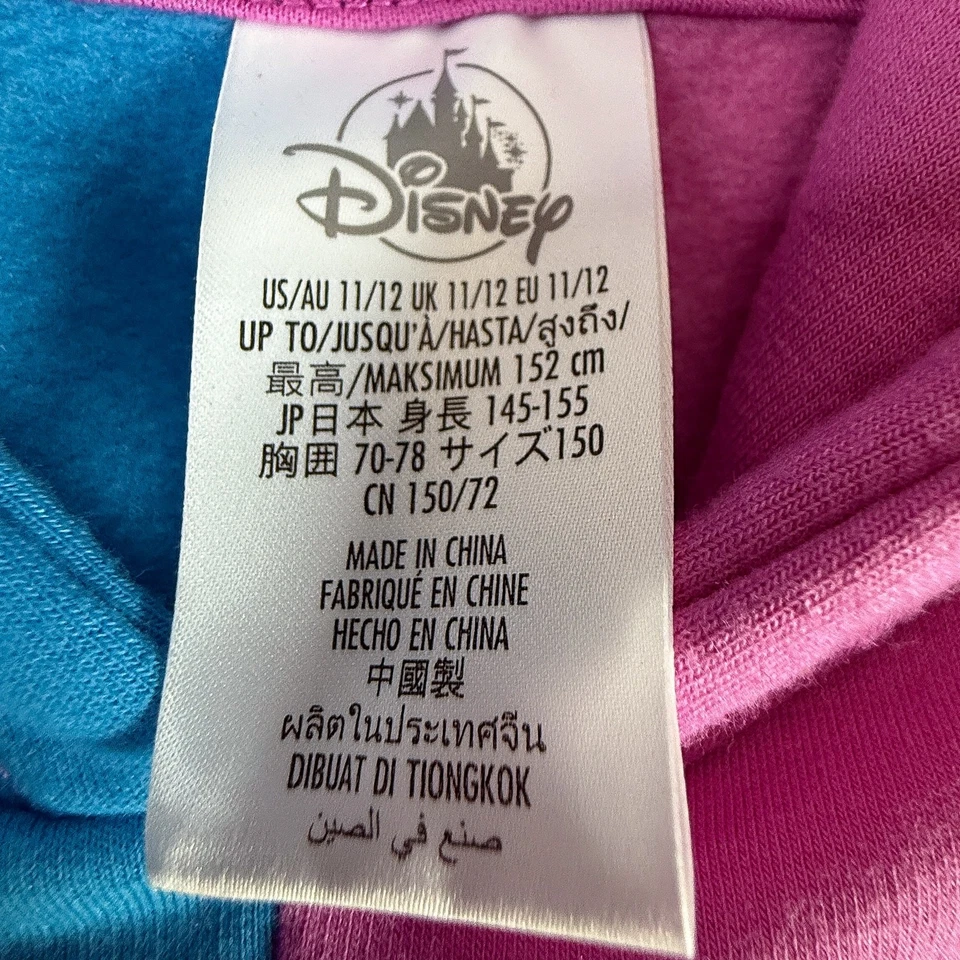 Disney
US/AU 11/12 UK 11/12 EU 11/12
UP TO/JUSQU'À/HASTA/สูงถึง/
最高/MAKSIMUM 152 cm
JP日本 身長 145-155
胸囲 70-78 サイズ150
CN 150/72
MADE IN CHINA
FABRIQUÉ EN CHINE
HECHO EN CHINA
中國製
ผลิตในประเทศจีน
DIBUAT DI TIONGKOK
صنع في الصين